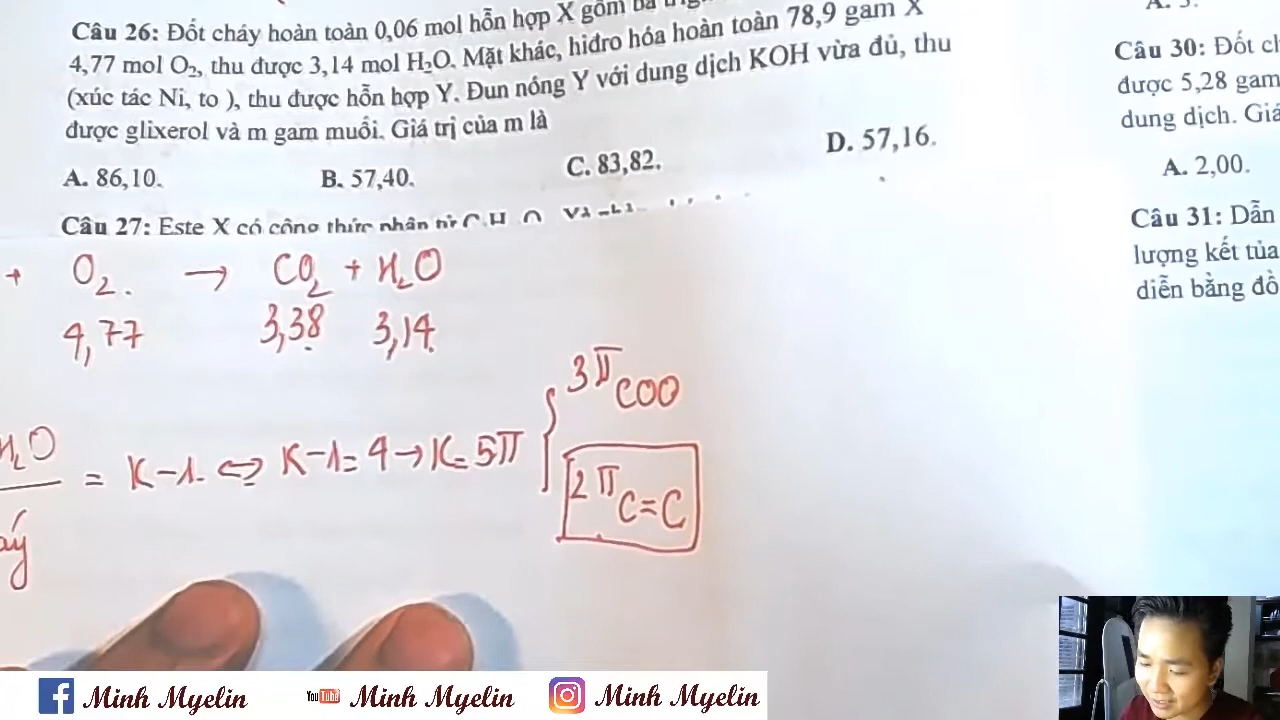 Câu 26: Đốt cháy hoàn toàn 0,06 mol hỗn hợp X gồm ba
4,77 mol O₂, thu được 3,14 mol H₂O. Mặt khác, hiđro hóa hoàn toàn 78,9 gam X
(xúc tác Ni, to ), thu được hỗn hợp Y. Đun nóng Y với dung dịch KOH vừa đủ, thu
được glixerol và m gam muối. Giá trị của m là
A. 86,10.
B. 57,40.
C. 83,82.
D. 57,16.
Câu 27: Este X có công thức phân tử
+ O₂ → CO₂ + H₂O
4,77 3,38 3,14
H₂O = K-1 ⇔ K-1=4 → K=5π
3π COO
2π C=C
Câu 30: Đốt
được 5,28 gam
dung dịch. Giá
A. 2,00.
Câu 31: Dẫn
lượng kết tủa
diễn bằng đồ
Minh Myelin
YouTube Minh Myelin
Minh Myelin